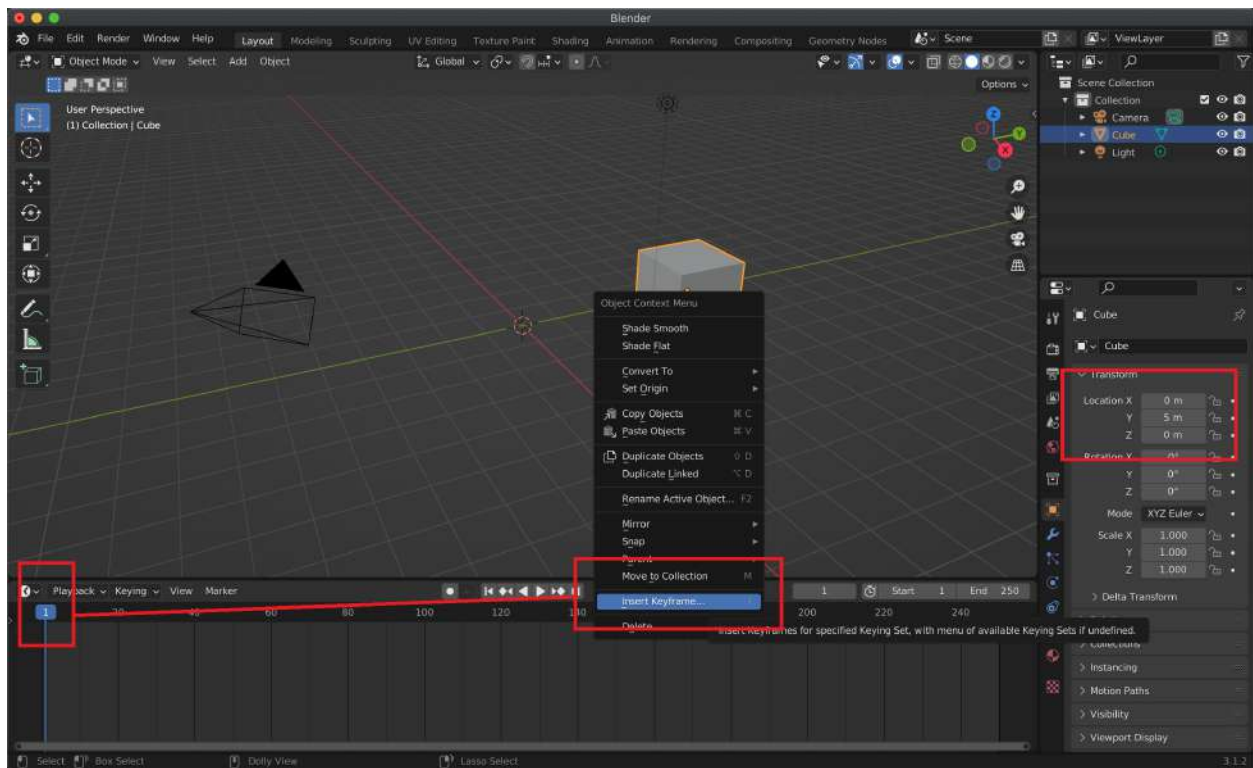 Blender
File Edit Render Window Help Layout Modeling Sculpting UV Editing Texture Paint Shading Animation Rendering Compositing Geometry Nodes Scene ViewLayer
Object Mode View Select Add Object Global
Options
User Perspective
(1) Collection | Cube
Scene Collection
Collection
Camera
Cube
Light
Object Context Menu
Shade Smooth
Shade Flat
Convert To
Set Origin
Copy Objects ⌘ C
Paste Objects ⌘ V
Duplicate Objects ⇧ D
Duplicate Linked ⌥ D
Rename Active Object... F2
Mirror
Snap
Parent
Move to Collection M
Insert Keyframe... I
Delete
Insert Keyframes for specified Keying Set, with menu of available Keying Sets if undefined.
Cube
Cube
Transform
Location X 0 m
Y 5 m
Z 0 m
Rotation X 0°
Y 0°
Z 0°
Mode XYZ Euler
Scale X 1.000
Y 1.000
Z 1.000
Delta Transform
Collections
Instancing
Motion Paths
Visibility
Viewport Display
Playback Keying View Marker 1 Start 1 End 250
1 20 40 60 80 100 120 140 200 220 240
Select Box Select Dolly View Lasso Select 3.1.2